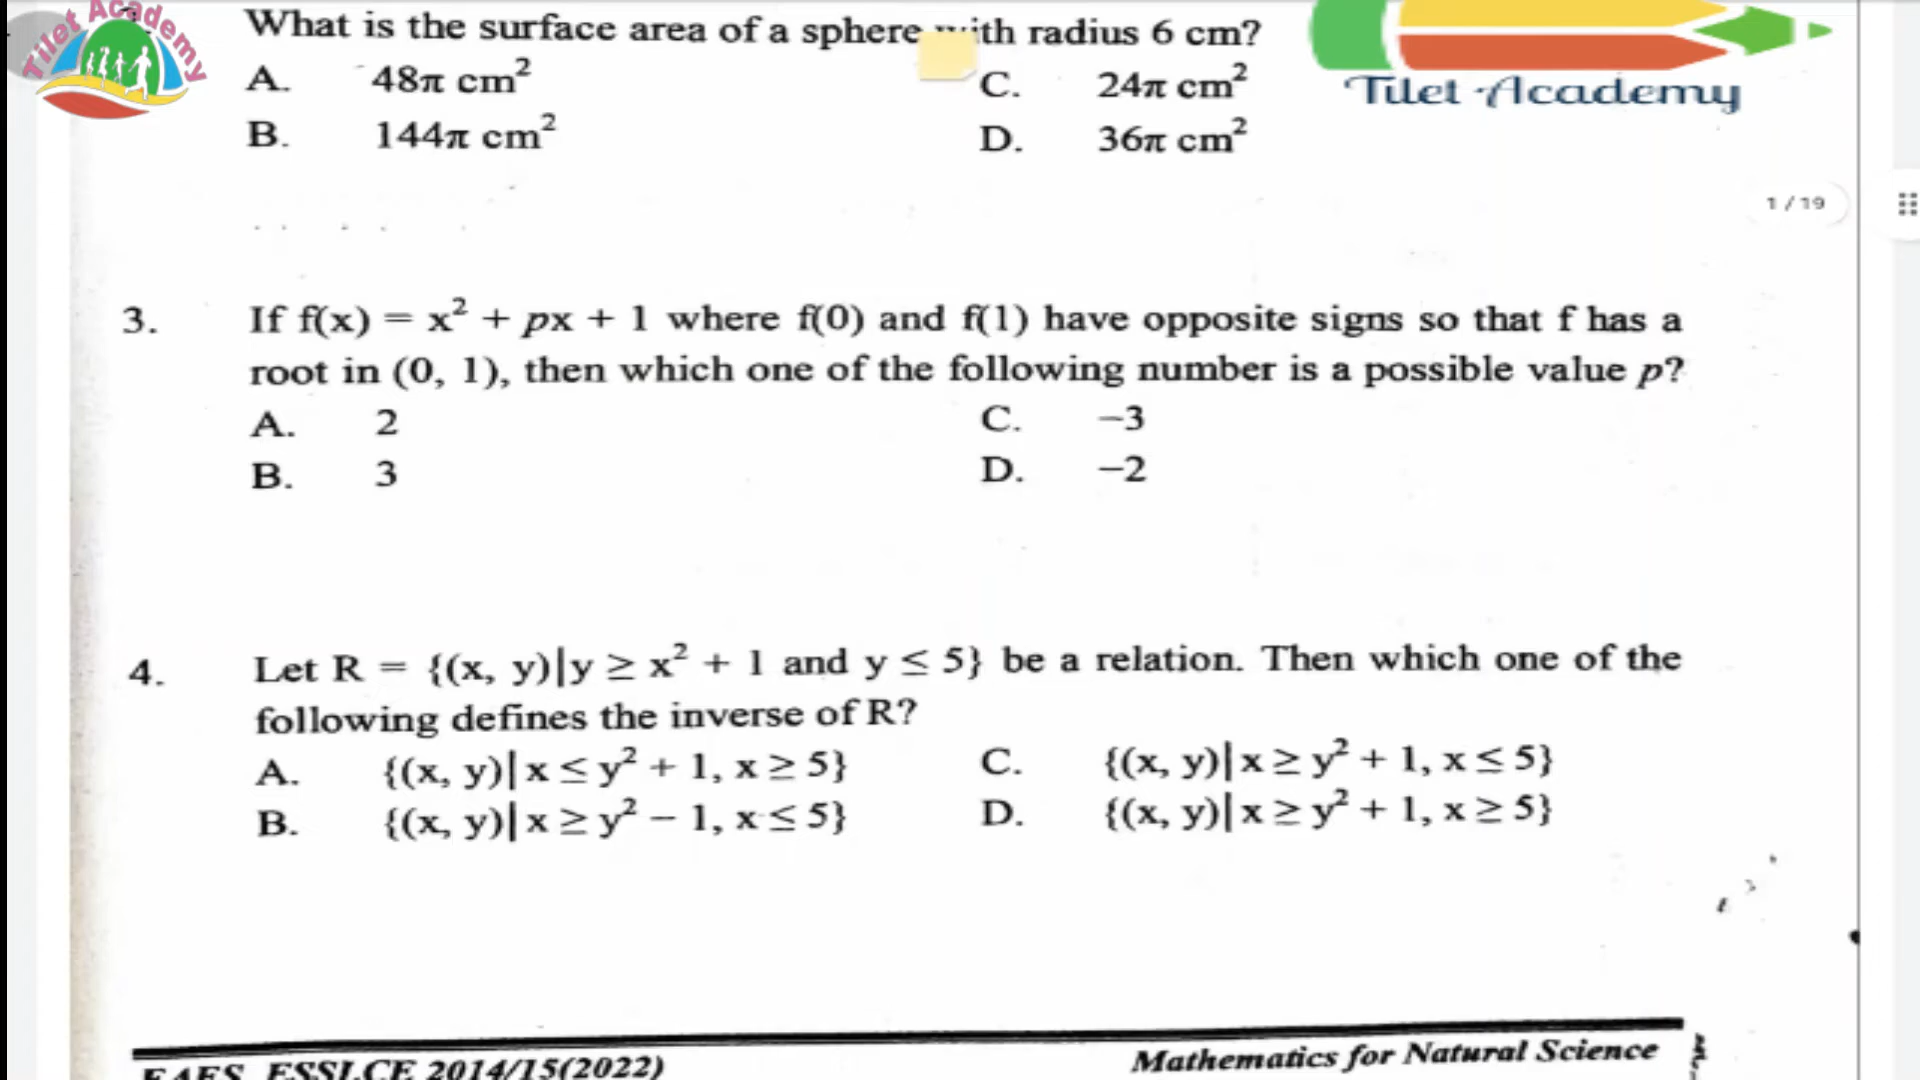 Tilet Academy
What is the surface area of a sphere with radius 6 cm?
A. 48π cm² C. 24π cm²
B. 144π cm² D. 36π cm²
Tilet Academy
1 / 19
3. If f(x) = x² + px + 1 where f(0) and f(1) have opposite signs so that f has a
root in (0, 1), then which one of the following number is a possible value p?
A. 2 C. −3
B. 3 D. −2
4. Let R = {(x, y)|y ≥ x² + 1 and y ≤ 5} be a relation. Then which one of the
following defines the inverse of R?
A. {(x, y)|x ≤ y² + 1, x ≥ 5} C. {(x, y)|x ≥ y² + 1, x ≤ 5}
B. {(x, y)|x ≥ y² − 1, x ≤ 5} D. {(x, y)|x ≥ y² + 1, x ≥ 5}
EAES ESSLCE 2014/15(2022) Mathematics for Natural Science